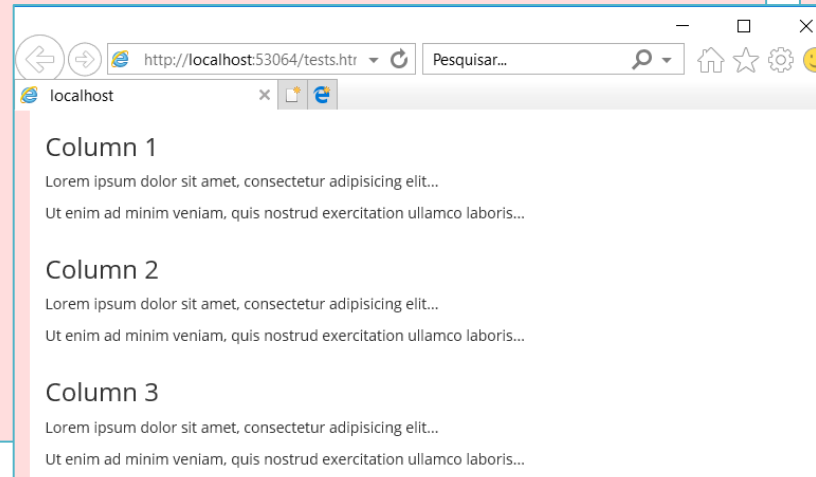 http://localhost:53064/tests.htr
Pesquisar...
localhost
Column 1
Lorem ipsum dolor sit amet, consectetur adipisicing elit...
Ut enim ad minim veniam, quis nostrud exercitation ullamco laboris...
Column 2
Lorem ipsum dolor sit amet, consectetur adipisicing elit...
Ut enim ad minim veniam, quis nostrud exercitation ullamco laboris...
Column 3
Lorem ipsum dolor sit amet, consectetur adipisicing elit...
Ut enim ad minim veniam, quis nostrud exercitation ullamco laboris...